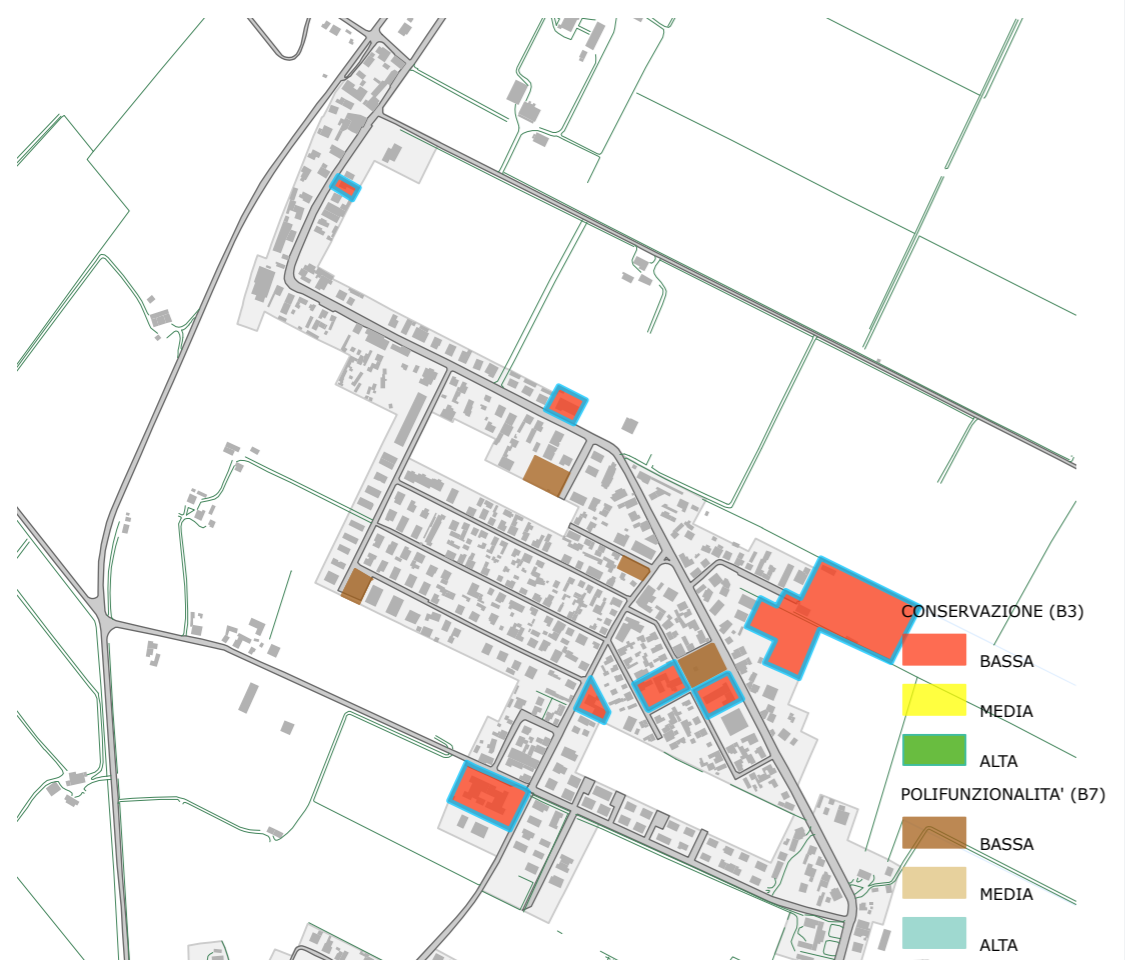 CONSERVAZIONE (B3)
BASSA
MEDIA
ALTA
POLIFUNZIONALITA' (B7)
BASSA
MEDIA
ALTA